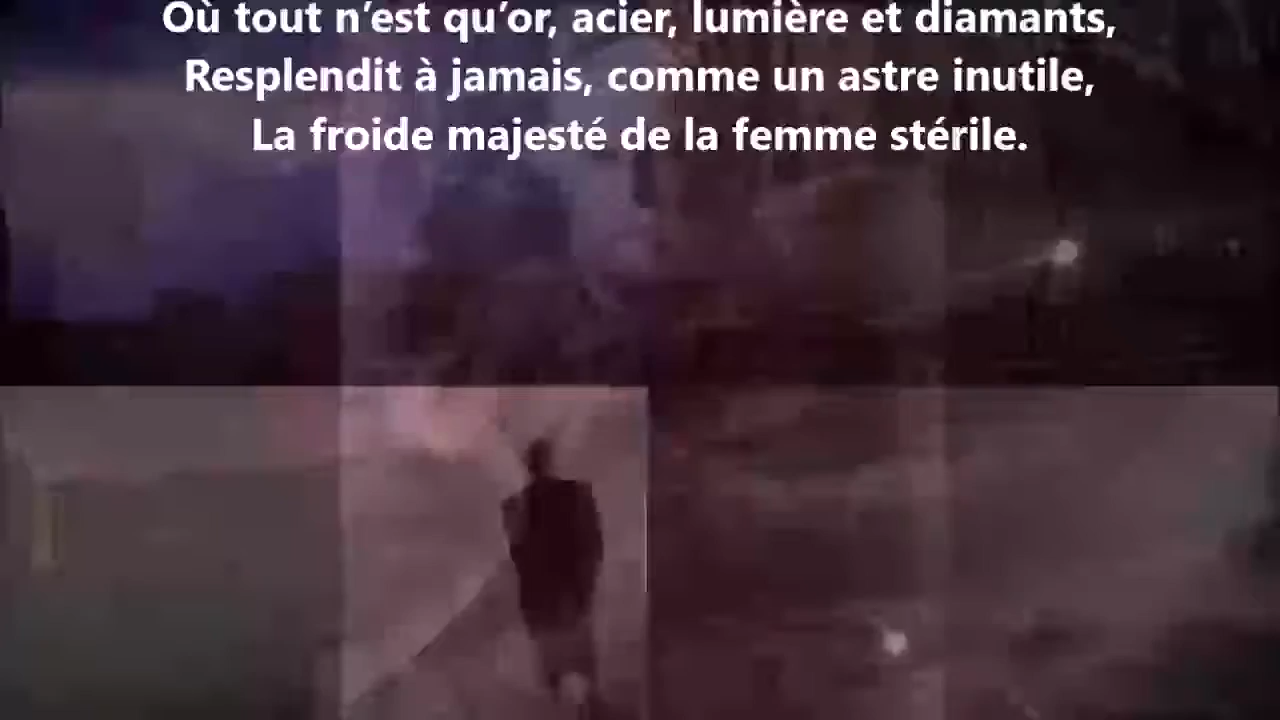 Où tout n’est qu’or, acier, lumière et diamants,
Resplendit à jamais, comme un astre inutile,
La froide majesté de la femme stérile.